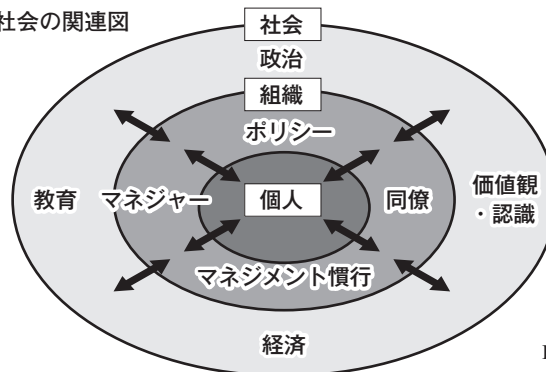 社会の関連図
社会
政治
組織
ポリシー
教育
マネジャー
個人
同僚
価値観
・認識
マネジメント慣行
経済